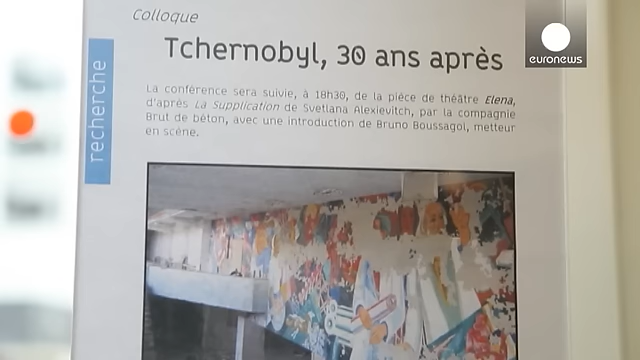 Colloque
Tchernobyl, 30 ans après
recherche
La conférence sera suivie, à 18h30, de la pièce de théâtre Elena,
d'après La Supplication de Svetlana Alexievitch, par la compagnie
Brut de béton, avec une introduction de Bruno Boussagol, metteur
en scène.
euronews